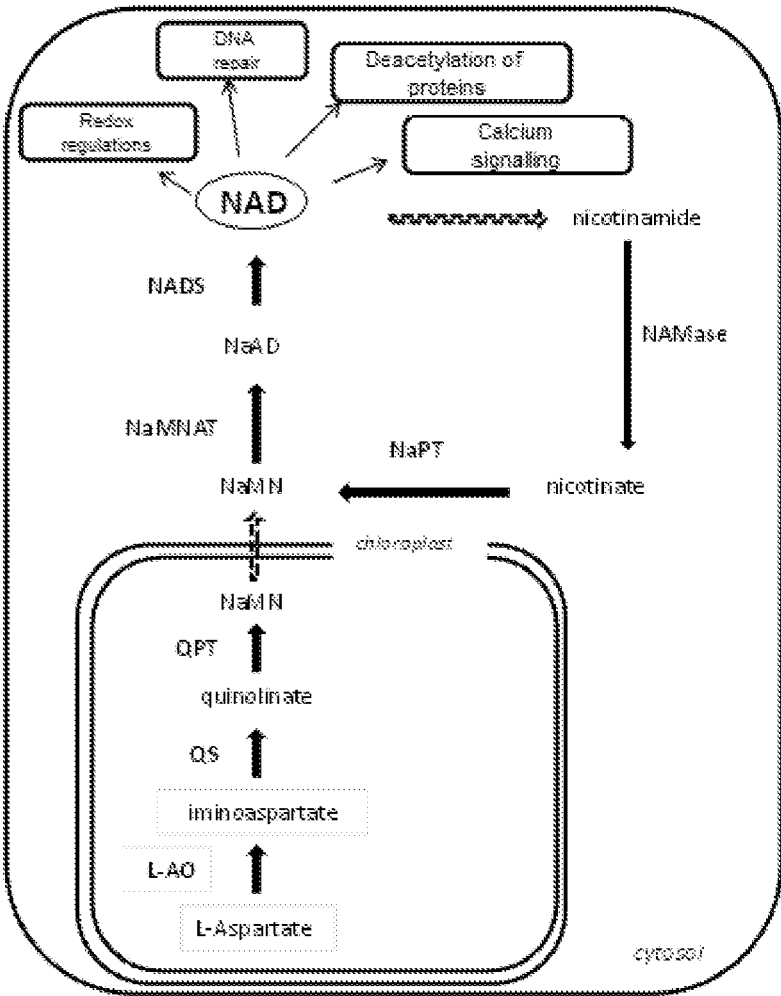 DNA
repair
Deacetylation of
proteins
Redox
regulations
Calcium
signalling
NAD
nicotinamide
NADS
NAMase
NaAD
NaMNAT
NaPT
NaMN
nicotinate
chloroplast
NaMN
QPT
quinolinate
QS
iminoaspartate
L-AO
L-Aspartate
cytosol